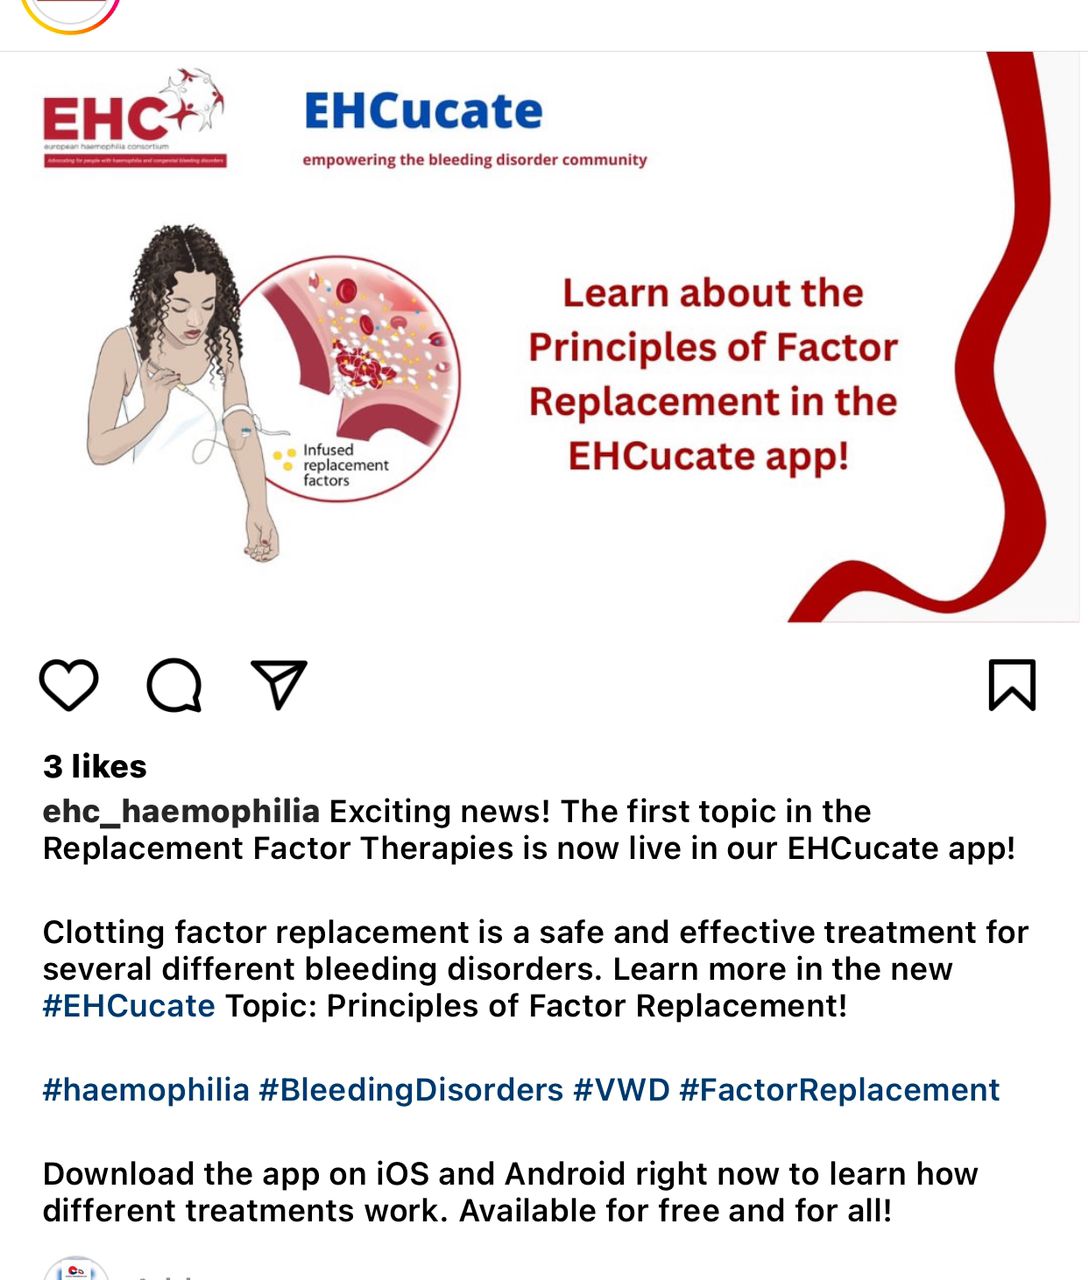 EHC
european haemophilia consortium
Advocating for people with haemophilia and congenital bleeding disorders
EHCucate
empowering the bleeding disorder community
Learn about the
Principles of Factor
Replacement in the
EHCucate app!
Infused
replacement
factors
3 likes
ehc_haemophilia Exciting news! The first topic in the
Replacement Factor Therapies is now live in our EHCucate app!
Clotting factor replacement is a safe and effective treatment for
several different bleeding disorders. Learn more in the new
#EHCucate Topic: Principles of Factor Replacement!
#haemophilia #BleedingDisorders #VWD #FactorReplacement
Download the app on iOS and Android right now to learn how
different treatments work. Available for free and for all!